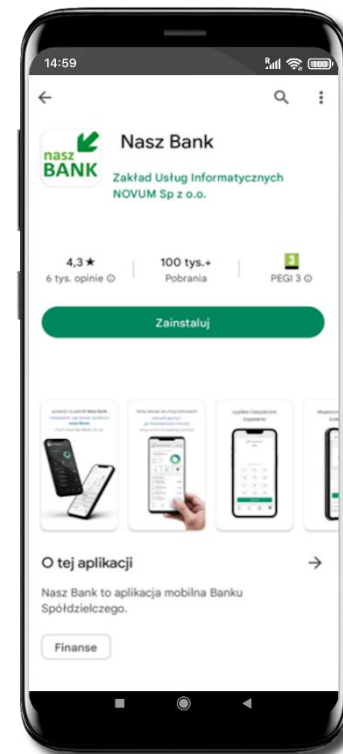 14:59
100
nasz
BANK
Nasz Bank
Zakład Usług Informatycznych
NOVUM Sp z o.o.
4,3★
6 tys. opinie
100 tys.+
Pobrania
3
PEGI 3
Zainstaluj
O tej aplikacji
Nasz Bank to aplikacja mobilna Banku
Spółdzielczego.
Finanse